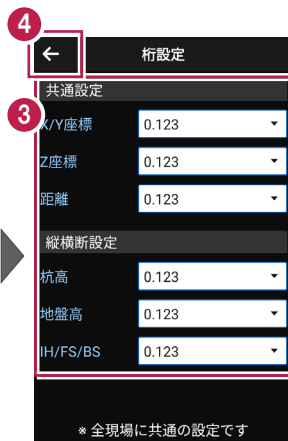 4
← 桁設定
3
共通設定
X/Y座標 0.123
Z座標 0.123
距離 0.123
縦横断設定
杭高 0.123
地盤高 0.123
IH/FS/BS 0.123
※ 全現場に共通の設定です